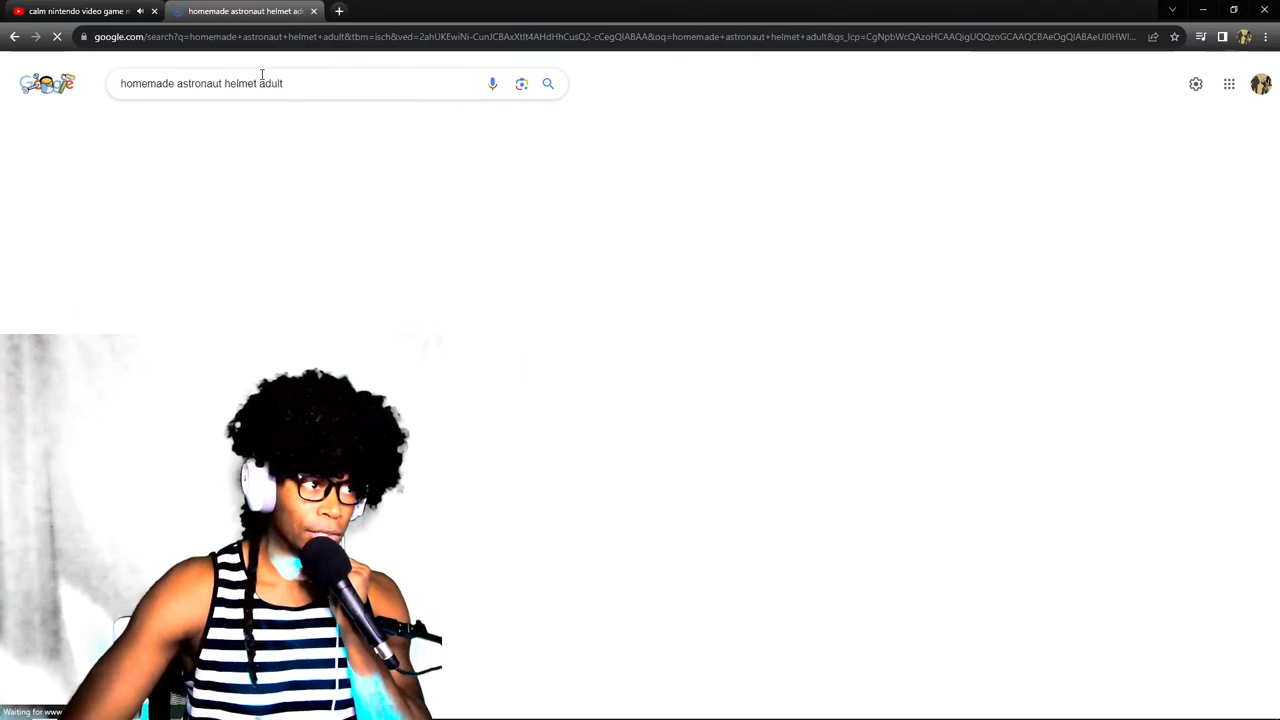 calm nintendo video game m
homemade astronaut helmet ad
google.com/search?q=homemade+astronaut+helmet+adult&tbm=isch&ved=2ahUKEwiNi-CunJCBAxXtIt4AHdHhCusQ2-cCegQIABAA&oq=homemade+astronaut+helmet+adult&gs_lcp=CgNpbWcQAzoHCAAQigUQQzoGCAAQCBAeOgQIABAeUI0HWI...
Google
homemade astronaut helmet adult
Waiting for www